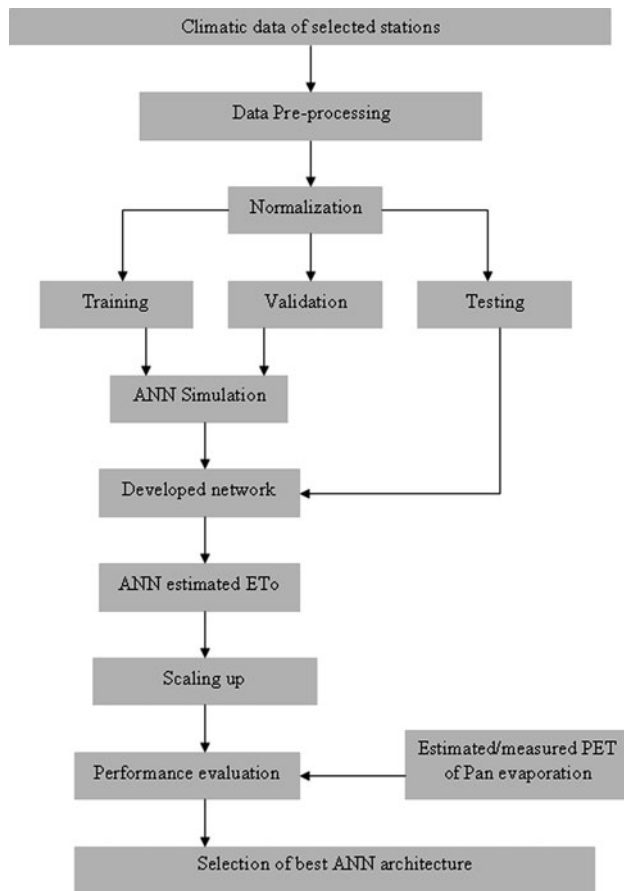 Climatic data of selected stations
Data Pre-processing
Normalization
Training
Validation
Testing
ANN Simulation
Developed network
ANN estimated ETo
Scaling up
Performance evaluation
Estimated/measured PET
of Pan evaporation
Selection of best ANN architecture